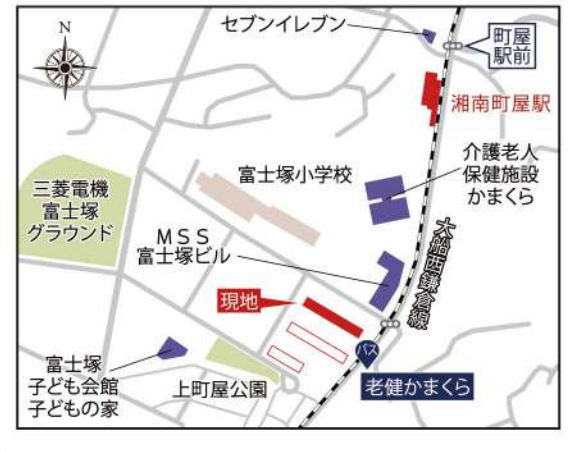 N
セブンイレブン
町屋
駅前
湘南町屋駅
介護老人
保健施設
かまくら
富士塚小学校
三菱電機
富士塚
グラウンド
MSS
富士塚ビル
大船西鎌倉線
現地
バス
老健かまくら
富士塚
子ども会館
子どもの家
上町屋公園